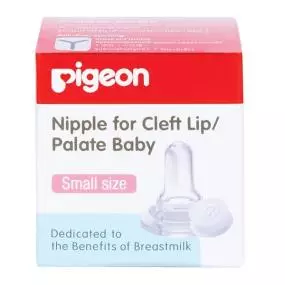 pigeon
Nipple for Cleft Lip/
Palate Baby
Small size
Dedicated to
the Benefits of Breastmilk